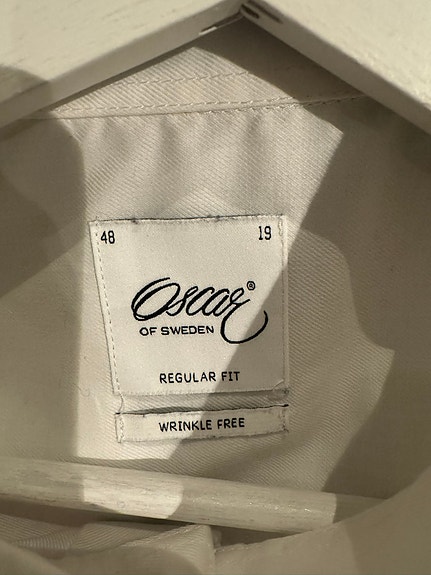 48 19
Oscar®
OF SWEDEN
REGULAR FIT
WRINKLE FREE